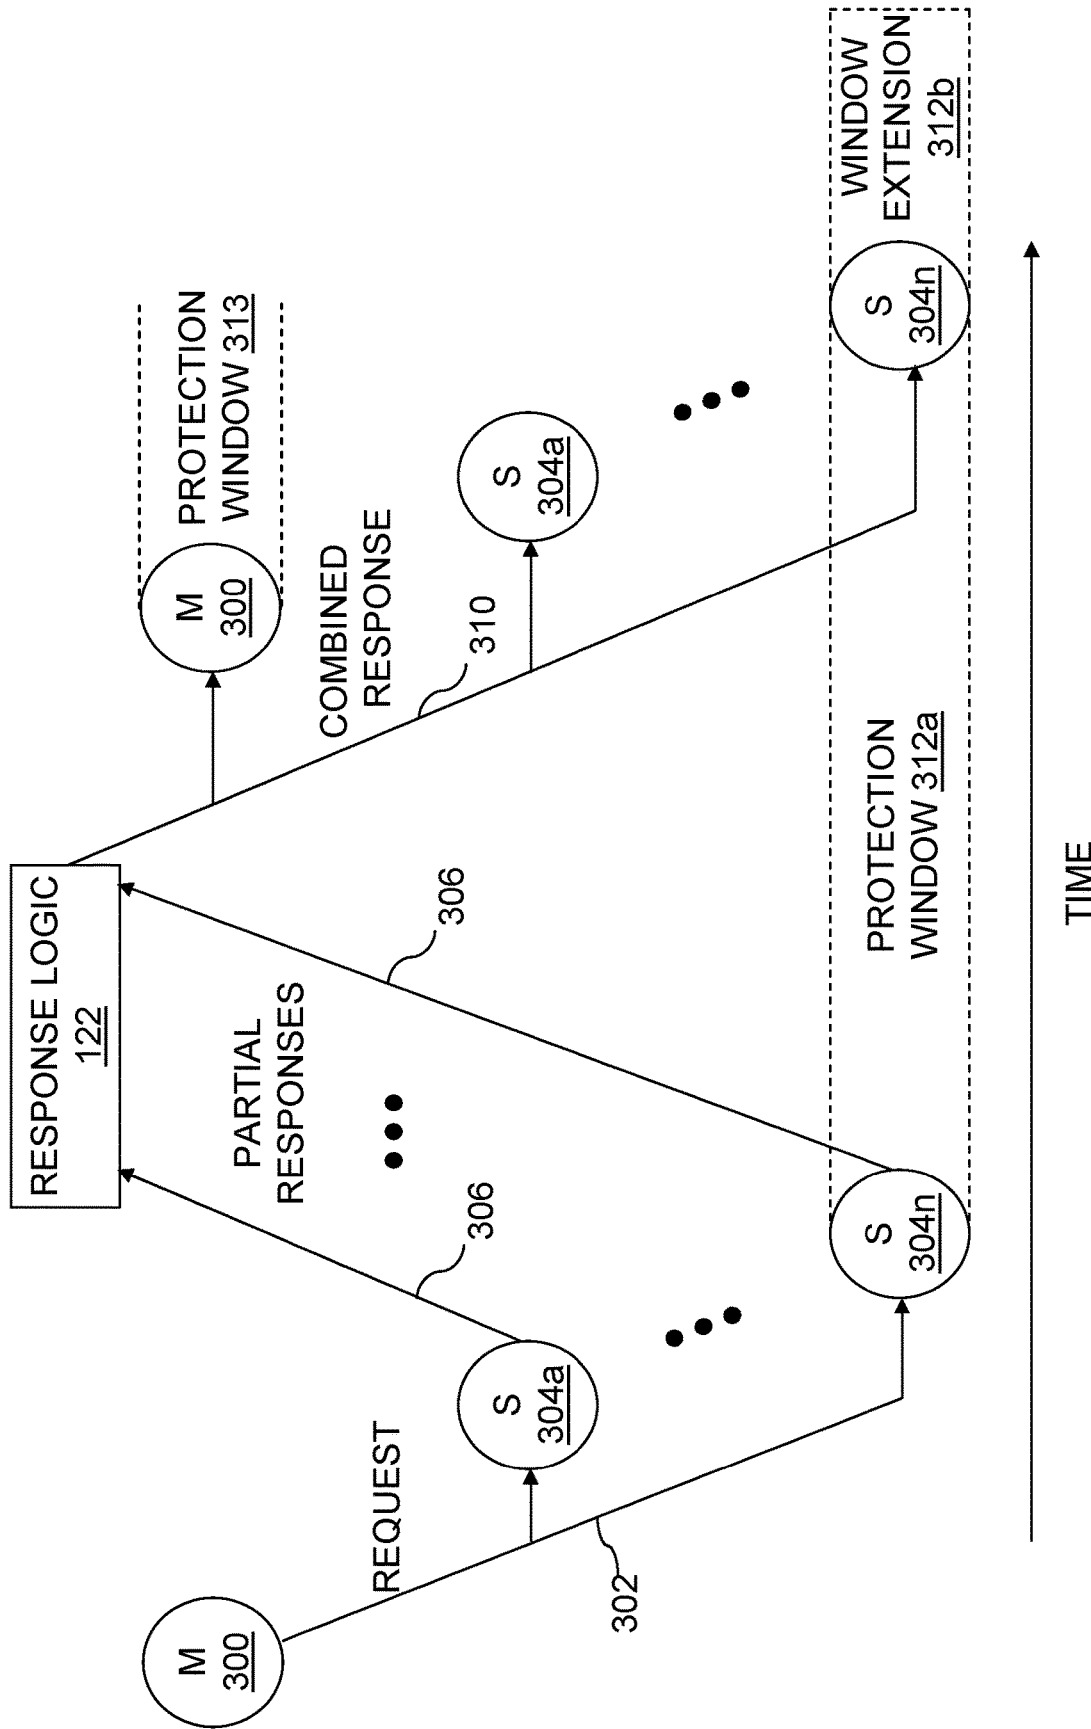 RESPONSE LOGIC
122
M
300
REQUEST
302
S
304a
S
304n
306
PARTIAL
RESPONSES
306
COMBINED
RESPONSE
310
M
300
PROTECTION
WINDOW 313
S
304a
PROTECTION
WINDOW 312a
S
304n
WINDOW
EXTENSION
312b
TIME